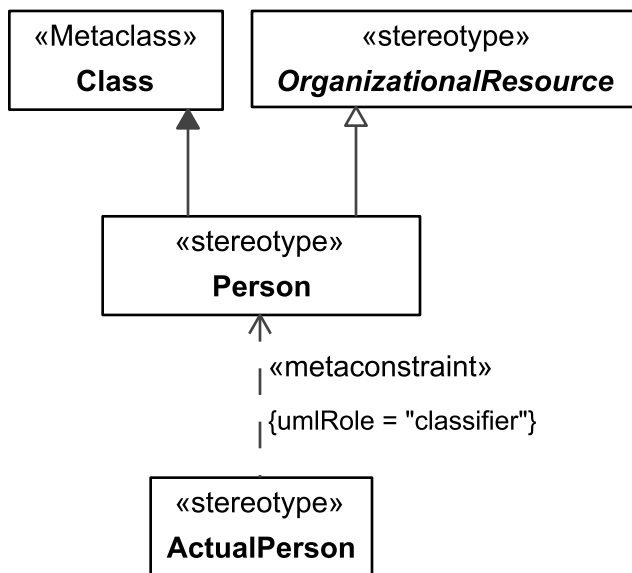 «Metaclass»
Class
«stereotype»
OrganizationalResource
«stereotype»
Person
«metaconstraint»
{umlRole = "classifier"}
«stereotype»
ActualPerson